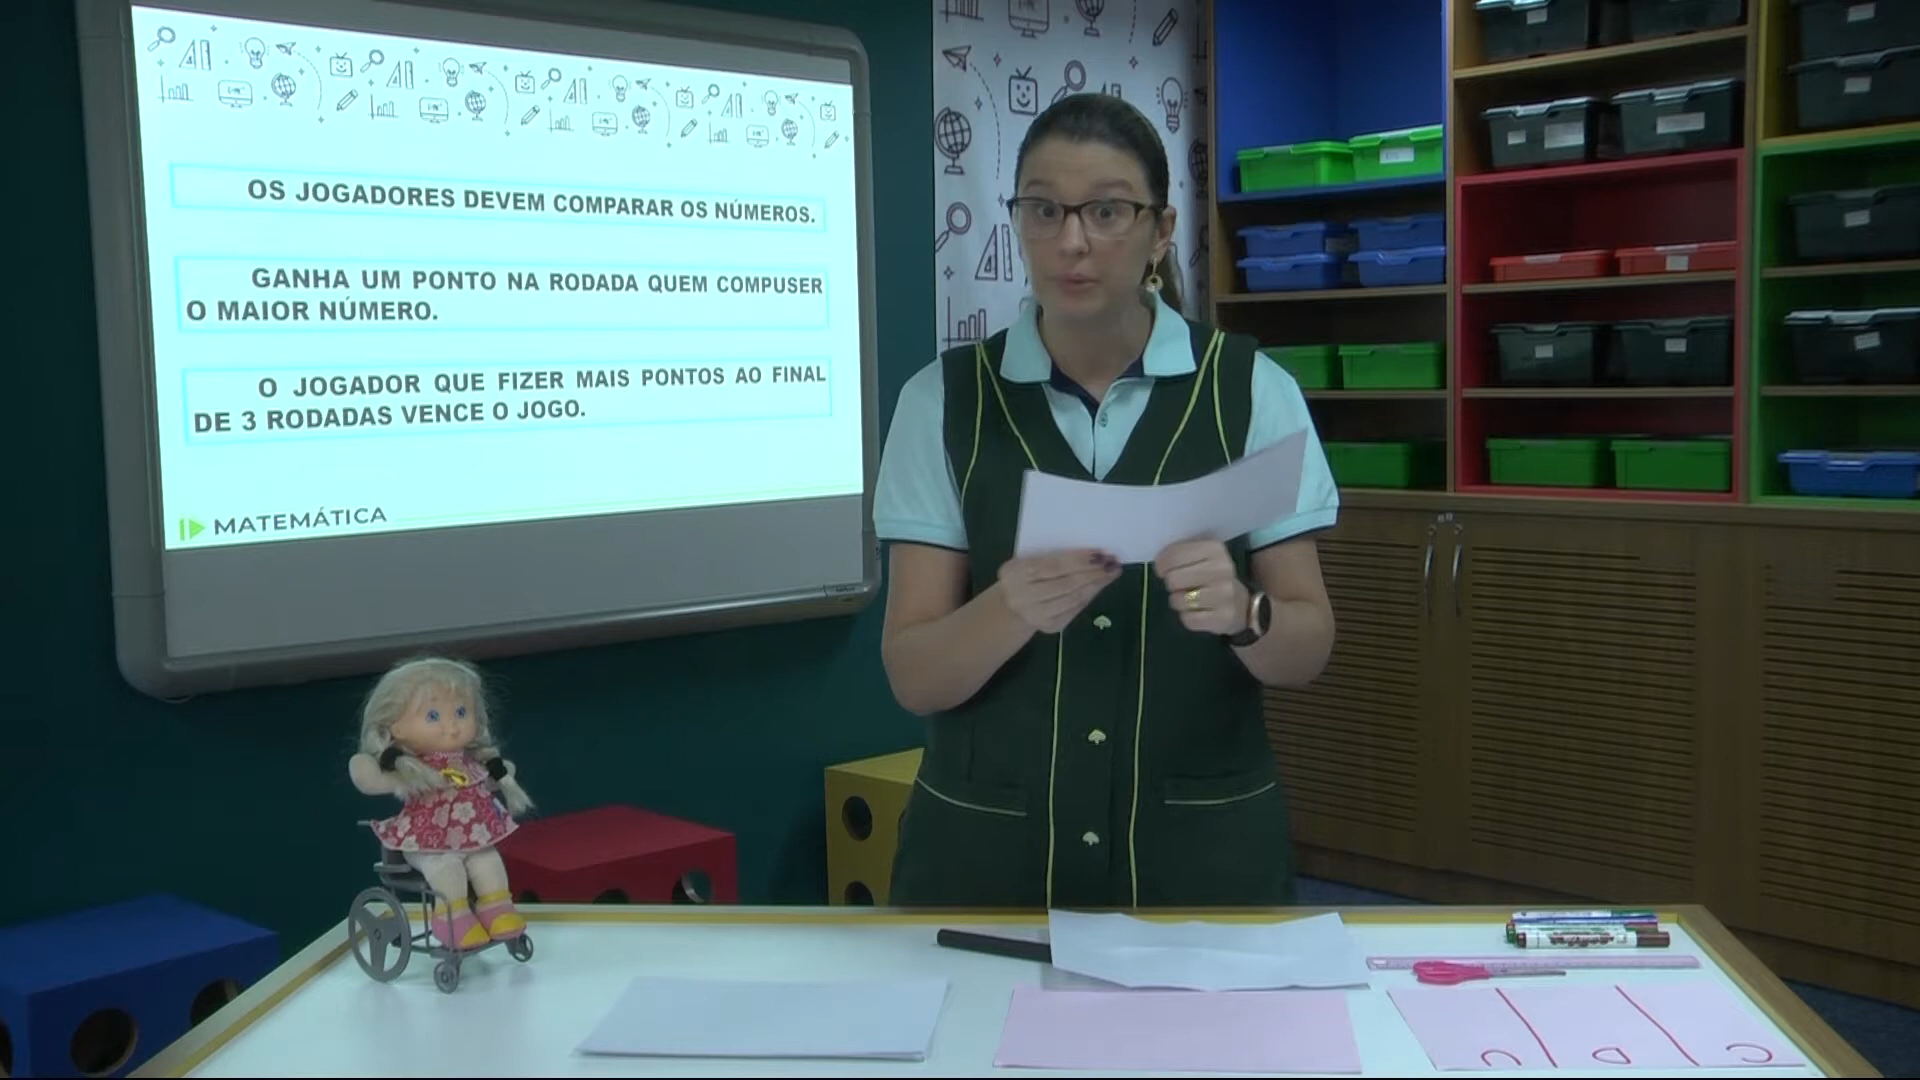 OS JOGADORES DEVEM COMPARAR OS NÚMEROS.
GANHA UM PONTO NA RODADA QUEM COMPUSER
O MAIOR NÚMERO.
O JOGADOR QUE FIZER MAIS PONTOS AO FINAL
DE 3 RODADAS VENCE O JOGO.
MATEMÁTICA
C D U